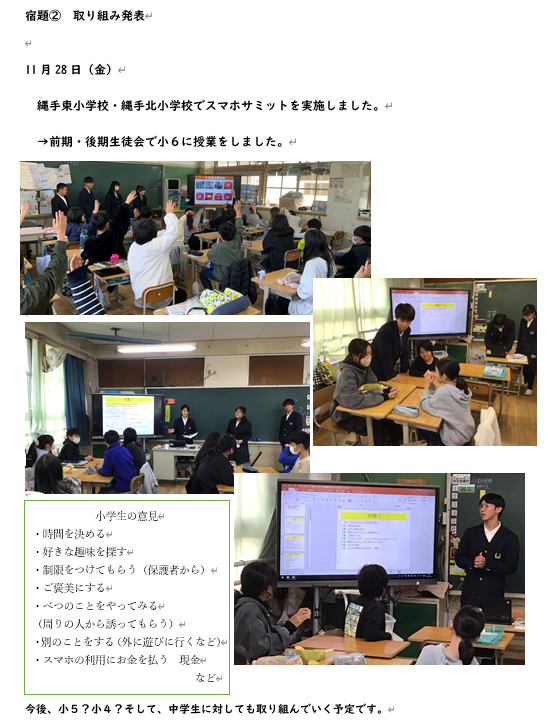 宿題②　取り組み発表
11月28日（金）
縄手東小学校・縄手北小学校でスマホサミットを実施しました。
→前期・後期生徒会で小６に授業をしました。
小学生の意見
・時間を決める
・好きな趣味を探す
・制限をつけてもらう（保護者から）
・ご褒美にする
・べつのことをやってみる
（周りの人から誘ってもらう）
・別のことをする（外に遊びに行くなど）
・スマホの利用にお金を払う　現金
など
今後、小５？小４？そして、中学生に対しても取り組んでいく予定です。